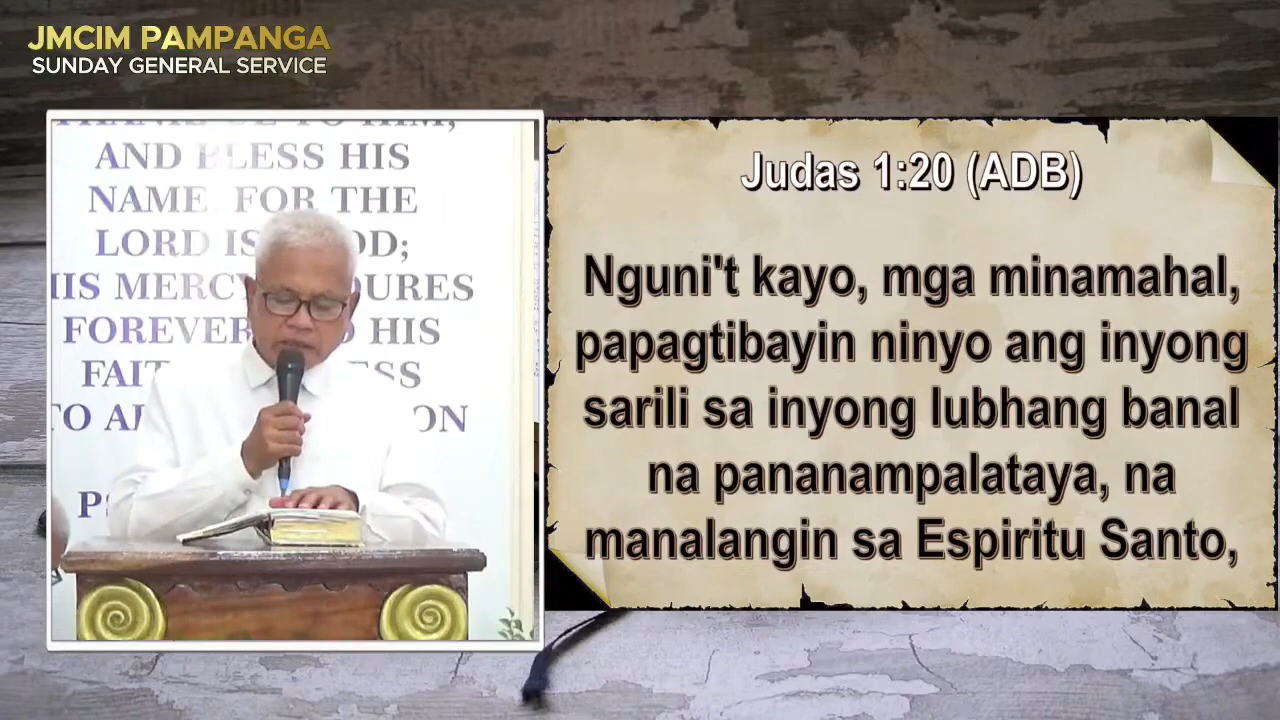 JMCIM PAMPANGA
SUNDAY GENERAL SERVICE
AND BLESS HIS
NAME FOR THE
LORD IS
MERCY
FOREVER HIS
Judas 1:20 (ADB)
Nguni't kayo, mga minamahal,
papagtibayin ninyo ang inyong
sarili sa inyong lubhang banal
na pananampalataya, na
manalangin sa Espiritu Santo,